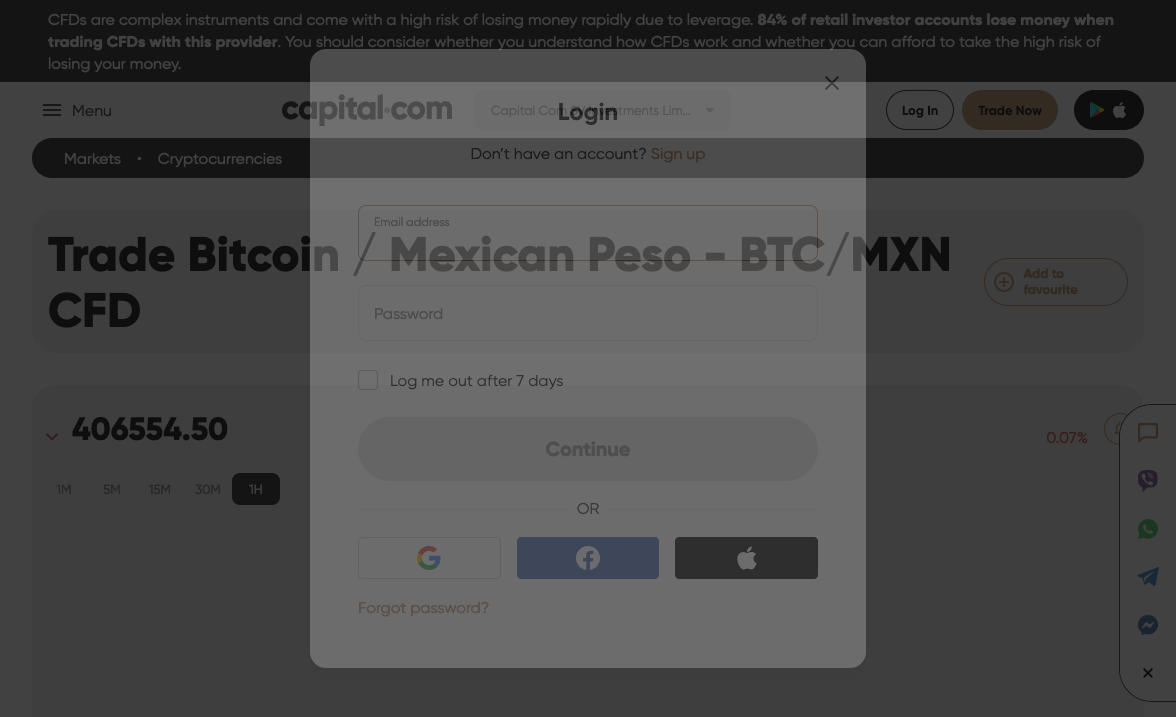 CFDs are complex instruments and come with a high risk of losing money rapidly due to leverage. 84% of retail investor accounts lose money when
trading CFDs with this provider. You should consider whether you understand how CFDs work and whether you can afford to take the high risk of
losing your money.
Menu
capital.com
Log In
Trade Now
Login
Markets
Cryptocurrencies
Don't have an account? Sign up
Email address
Trade Bitcoin / Mexican Peso - BTC/MXN
CFD
Add to
favourite
Password
Log me out after 7 days
406554.50
0.07%
Continue
1M
5M
15M
30M
1H
OR
Forgot password?